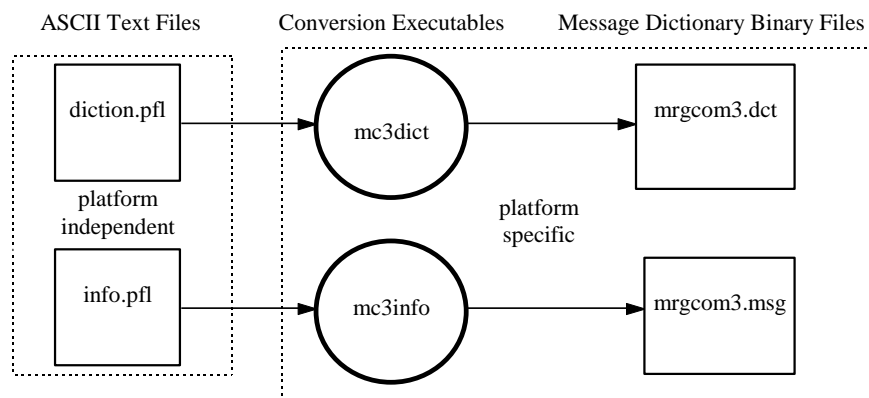 ASCII Text Files
Conversion Executables
Message Dictionary Binary Files
diction.pfl
mc3dict
mrgcom3.dct
platform
independent
platform
specific
info.pfl
mc3info
mrgcom3.msg